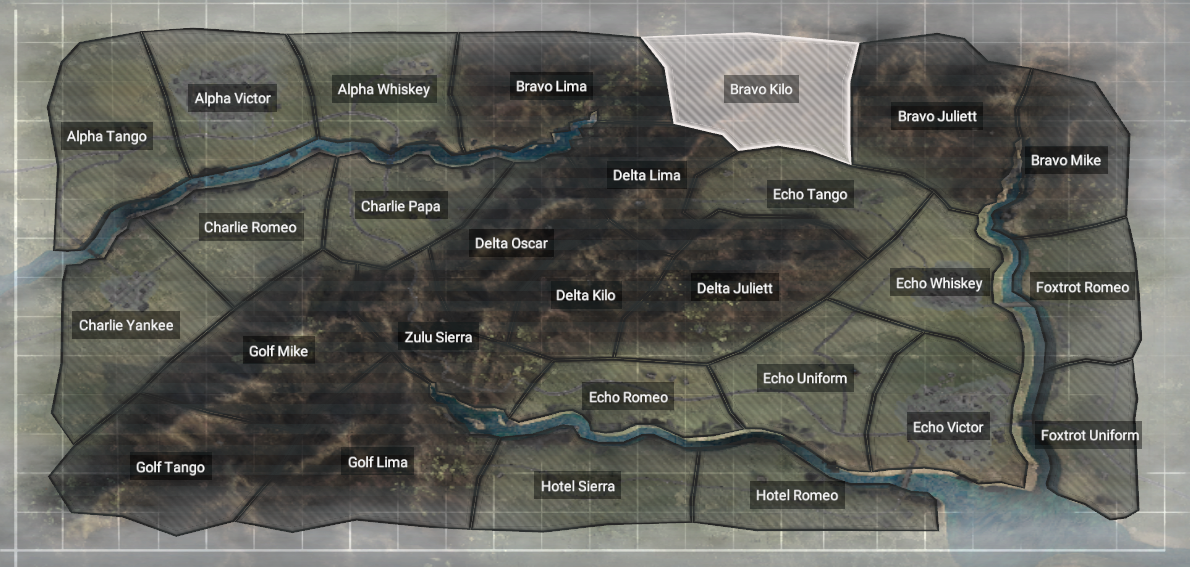 Alpha Victor
Alpha Whiskey
Bravo Lima
Bravo Kilo
Bravo Juliett
Alpha Tango
Bravo Mike
Delta Lima
Echo Tango
Charlie Papa
Charlie Romeo
Delta Oscar
Echo Whiskey
Foxtrot Romeo
Delta Kilo
Delta Juliett
Charlie Yankee
Zulu Sierra
Golf Mike
Echo Uniform
Echo Romeo
Echo Victor
Foxtrot Uniform
Golf Tango
Golf Lima
Hotel Sierra
Hotel Romeo